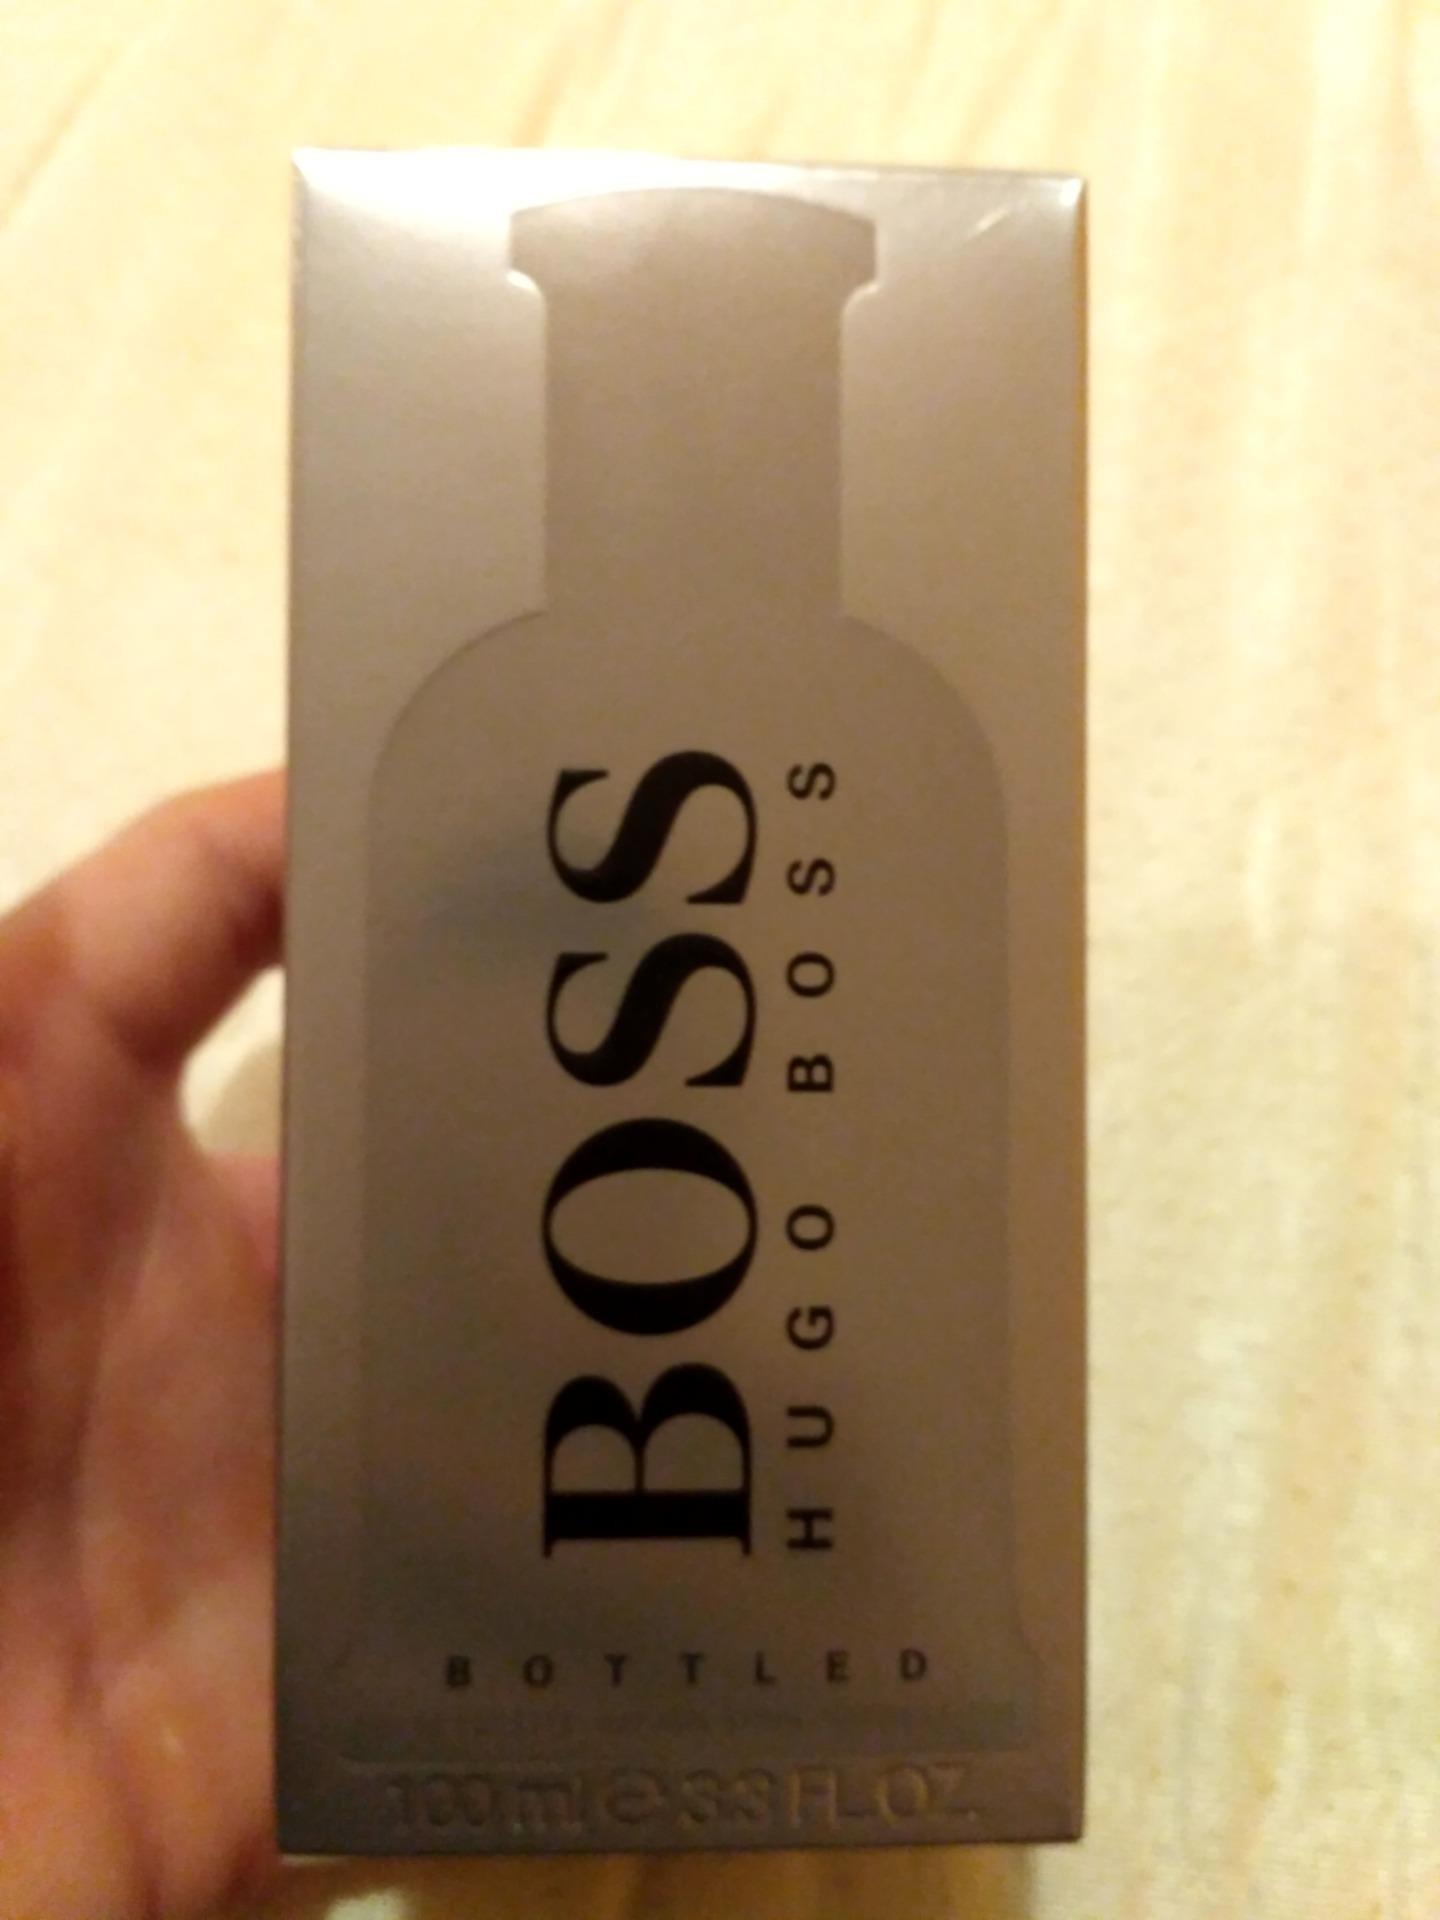 BOSS
HUGO BOSS
BOTTLED
100 ml e 3.3 FL.OZ.